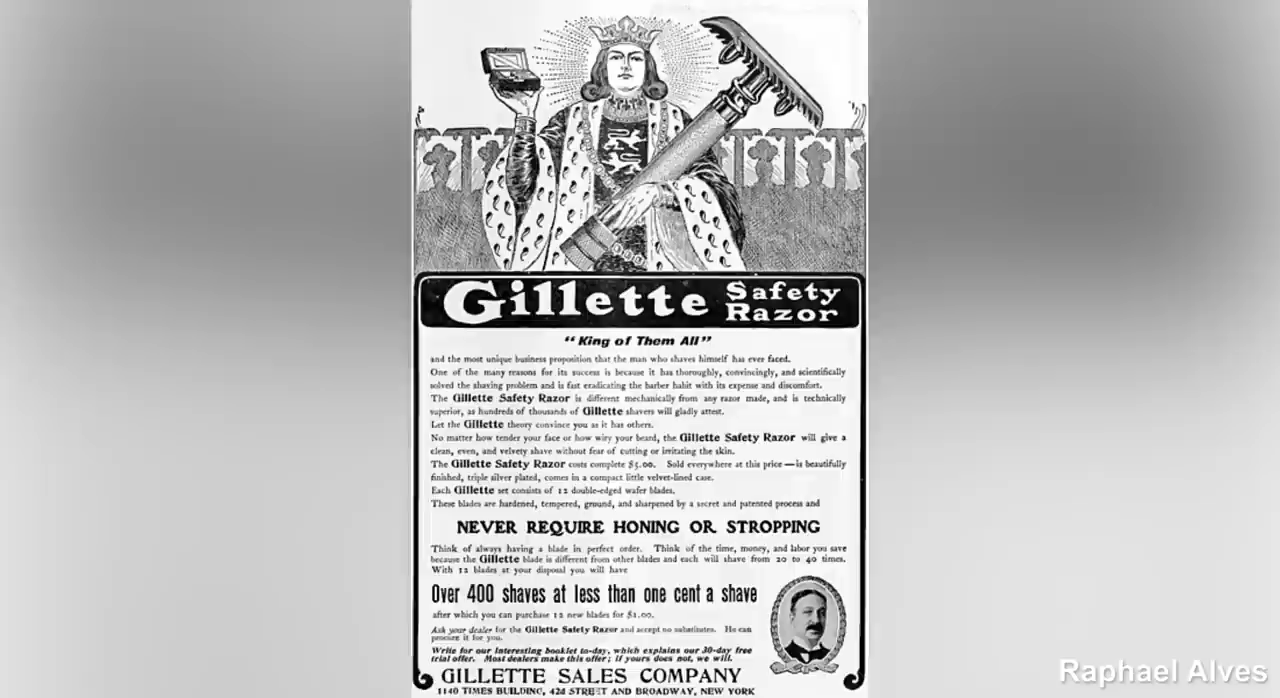 Gillette Safety Razor
"King of Them All"
and the most unique business proposition that the man who shaves himself has ever faced.
One of the many reasons for its success is because it has thoroughly, convincingly, and scientifically
solved the shaving problem and is fast eradicating the barber habit with its expense and discomfort.
The Gillette Safety Razor is different mechanically from any razor made, and is technically
superior, as hundreds of thousands of Gillette shavers will gladly attest.
Let the Gillette theory convince you as it has others.
No matter how tender your face or how wiry your beard, the Gillette Safety Razor will give a
clean, even, and velvety shave without fear of cutting or irritating the skin.
The Gillette Safety Razor costs complete $5.00. Sold everywhere at this price—is beautifully
finished, triple silver plated, comes in a compact little velvet-lined case.
Each Gillette set consists of 12 double-edged wafer blades.
These blades are hardened, tempered, ground, and sharpened by a secret and patented process and
NEVER REQUIRE HONING OR STROPPING
Think of always having a blade in perfect order. Think of the time, money, and labor you save
because the Gillette blade is different from other blades and each will shave from 20 to 40 times.
With 12 blades at your disposal you will have
Over 400 shaves at less than one cent a shave
after which you can purchase 12 new blades for $1.00.
Ask your dealer for the Gillette Safety Razor and accept no substitutes. He can
procure it for you.
Write for our interesting booklet to-day, which explains our 30-day free
trial offer. Most dealers make this offer; if yours does not, we will.
GILLETTE SALES COMPANY
1140 TIMES BUILDING, 42d STREET AND BROADWAY, NEW YORK
Raphael Alves